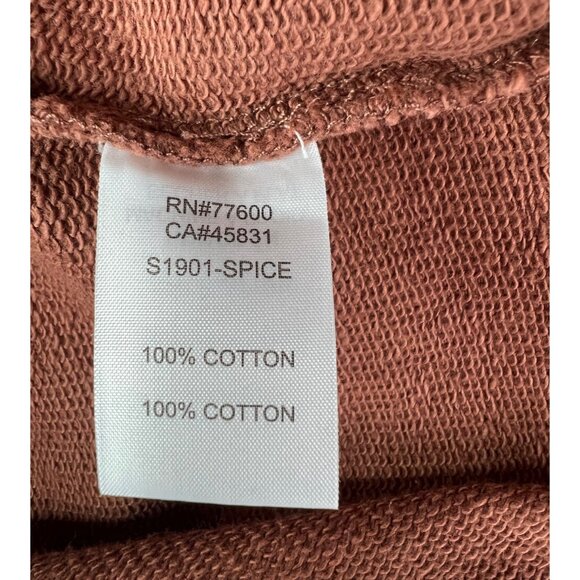 RN#77600
CA#45831
S1901-SPICE
100% COTTON
100% COTTON